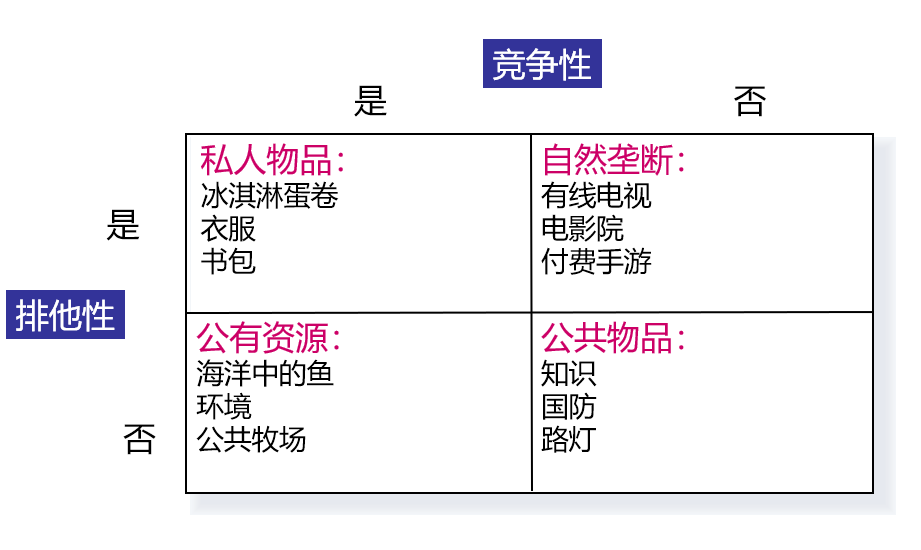 竞争性
是
否
是
私人物品：
冰淇淋蛋卷
衣服
书包
自然垄断：
有线电视
电影院
付费手游
排他性
否
公有资源：
海洋中的鱼
环境
公共牧场
公共物品：
知识
国防
路灯